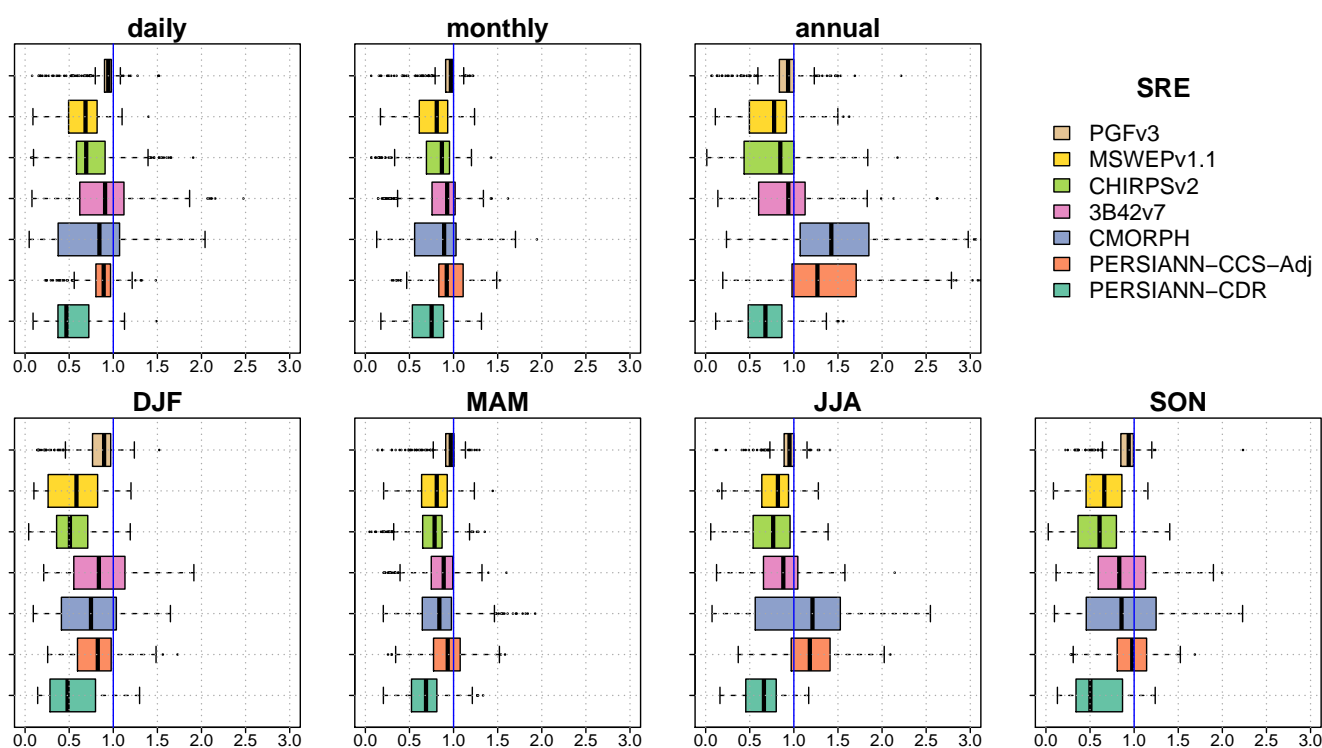 daily monthly annual
SRE
PGFv3
MSWEPv1.1
CHIRPSv2
3B42v7
CMORPH
PERSIANN−CCS−Adj
PERSIANN−CDR
0.0 0.5 1.0 1.5 2.0 2.5 3.0 0.0 0.5 1.0 1.5 2.0 2.5 3.0 0.0 0.5 1.0 1.5 2.0 2.5 3.0
DJF MAM JJA SON
0.0 0.5 1.0 1.5 2.0 2.5 3.0 0.0 0.5 1.0 1.5 2.0 2.5 3.0 0.0 0.5 1.0 1.5 2.0 2.5 3.0 0.0 0.5 1.0 1.5 2.0 2.5 3.0